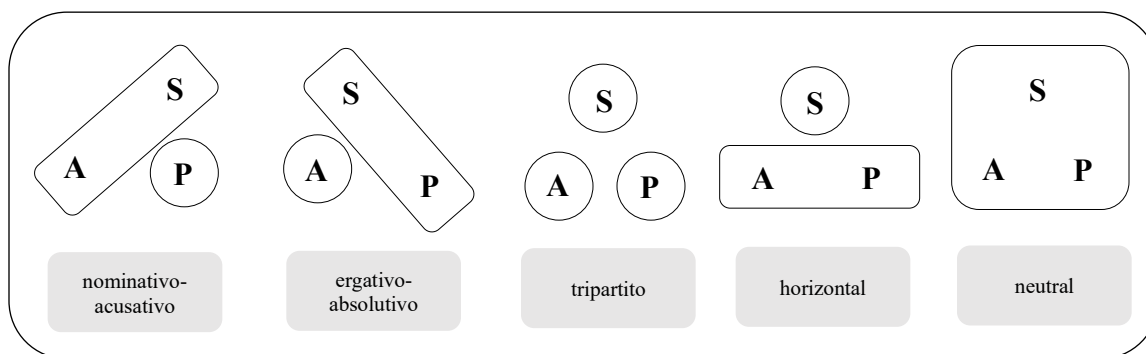 S
A
P
S
A
P
S
A
P
S
A P
S
A P
nominativo-
acusativo
ergativo-
absolutivo
tripartito
horizontal
neutral